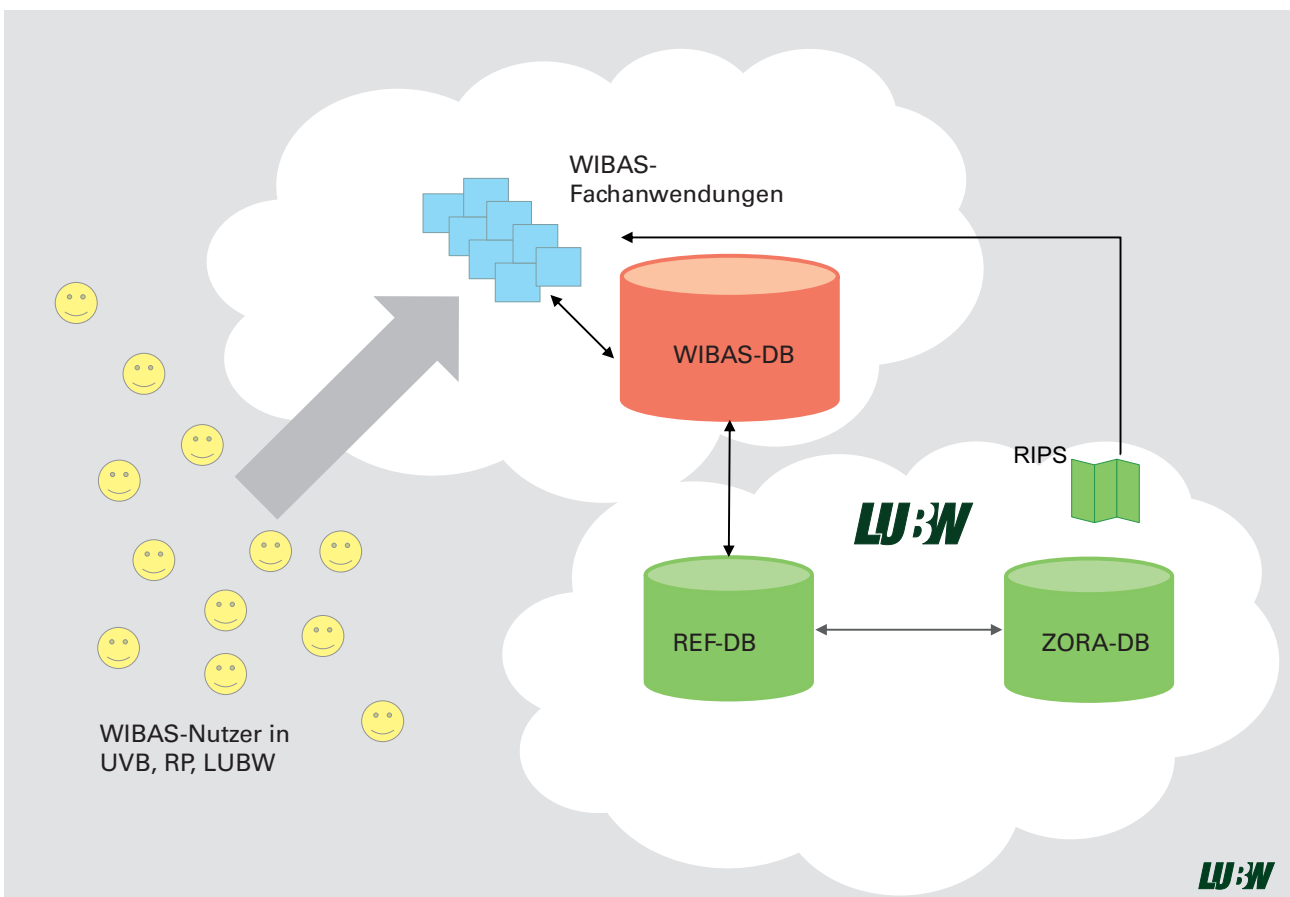 WIBAS-
Fachanwendungen
WIBAS-DB
RIPS
LUBW
REF-DB
ZORA-DB
WIBAS-Nutzer in
UVB, RP, LUBW
LUBW